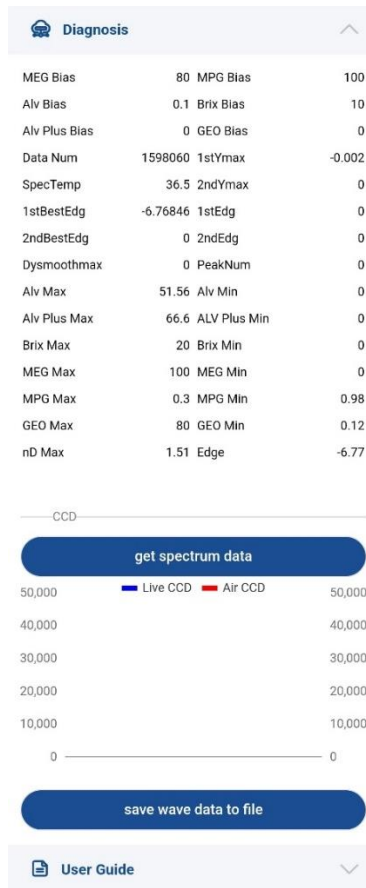 Diagnosis
MEG Bias 80 MPG Bias 100
Alv Bias 0.1 Brix Bias 10
Alv Plus Bias 0 GEO Bias 0
Data Num 1598060 1stYmax -0.002
SpecTemp 36.5 2ndYmax 0
1stBestEdg -6.76846 1stEdg 0
2ndBestEdg 0 2ndEdg 0
Dysmoothmax 0 PeakNum 0
Alv Max 51.56 Alv Min 0
Alv Plus Max 66.6 ALV Plus Min 0
Brix Max 20 Brix Min 0
MEG Max 100 MEG Min 0
MPG Max 0.3 MPG Min 0.98
GEO Max 80 GEO Min 0.12
nD Max 1.51 Edge -6.77
CCD
get spectrum data
Live CCD Air CCD
50,000 50,000
40,000 40,000
30,000 30,000
20,000 20,000
10,000 10,000
0 0
save wave data to file
User Guide